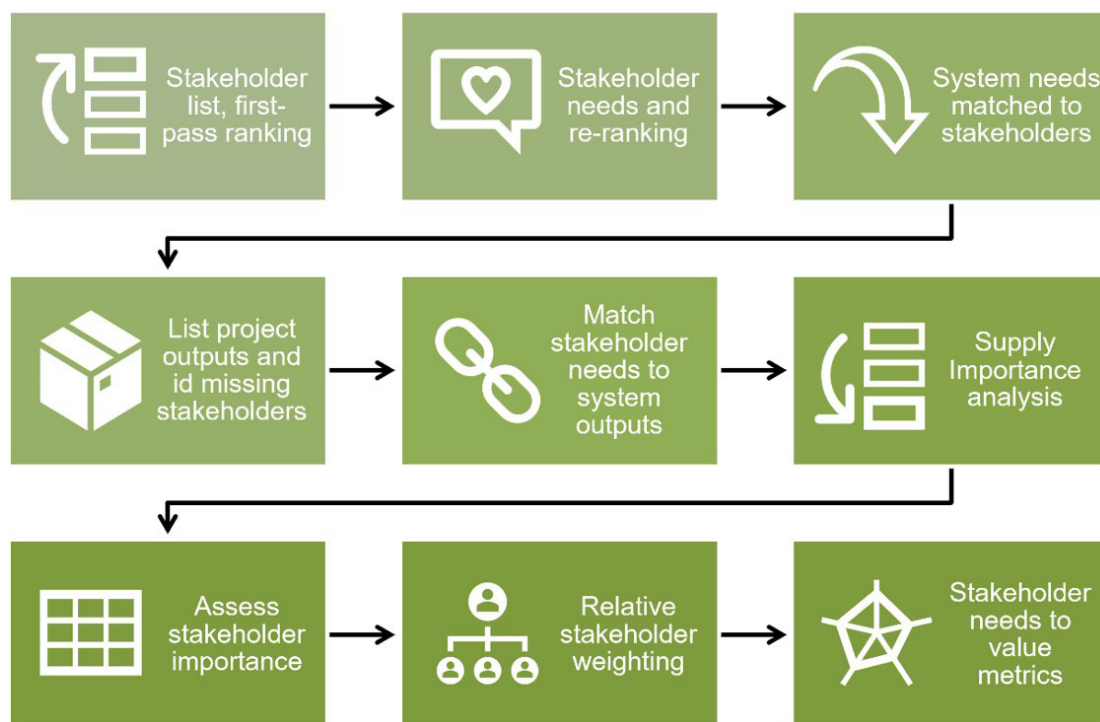 Stakeholder
list, first-
pass ranking
Stakeholder
needs and
re-ranking
System needs
matched to
stakeholders
List project
outputs and
id missing
stakeholders
Match
stakeholder
needs to
system
outputs
Supply
Importance
analysis
Assess
stakeholder
importance
Relative
stakeholder
weighting
Stakeholder
needs to
value
metrics